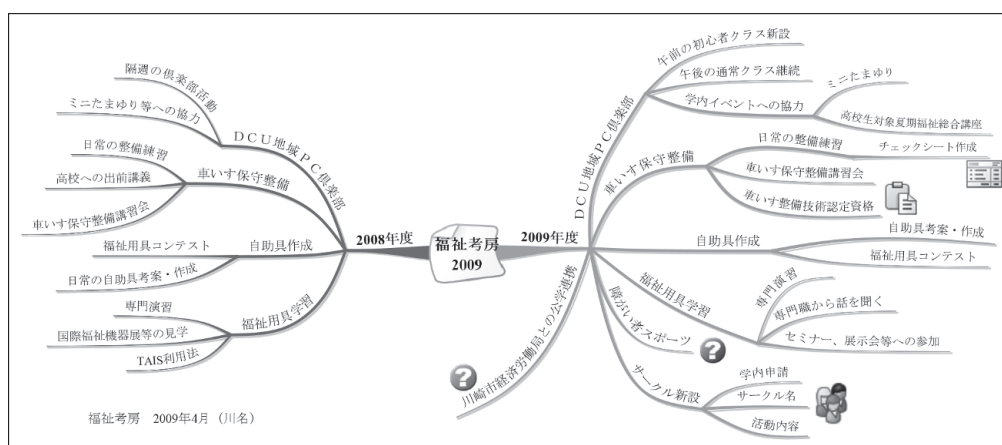 福祉考房
2009
2008年度
DCU地域PC倶楽部
隔週の倶楽部活動
ミニたまゆり等への協力
車いす保守整備
日常の整備練習
高校への出前講義
車いす保守整備講習会
自助具作成
福祉用具コンテスト
日常の自助具考案・作成
福祉用具学習
専門演習
国際福祉機器展等の見学
TAIS利用法
2009年度
DCU地域PC倶楽部
午前の初心者クラス新設
午後の通常クラス継続
学内イベントへの協力
ミニたまゆり
高校生対象夏期福祉総合講座
車いす保守整備
日常の整備練習
チェックシート作成
車いす保守整備講習会
車いす整備技術認定資格
自助具作成
自助具考案・作成
福祉用具コンテスト
福祉用具学習
専門演習
専門職から話を聞く
セミナー、展示会等への参加
障がい者スポーツ
サークル新設
学内申請
サークル名
活動内容
川崎市経済労働局との公学連携
福祉考房 2009年4月（川名）